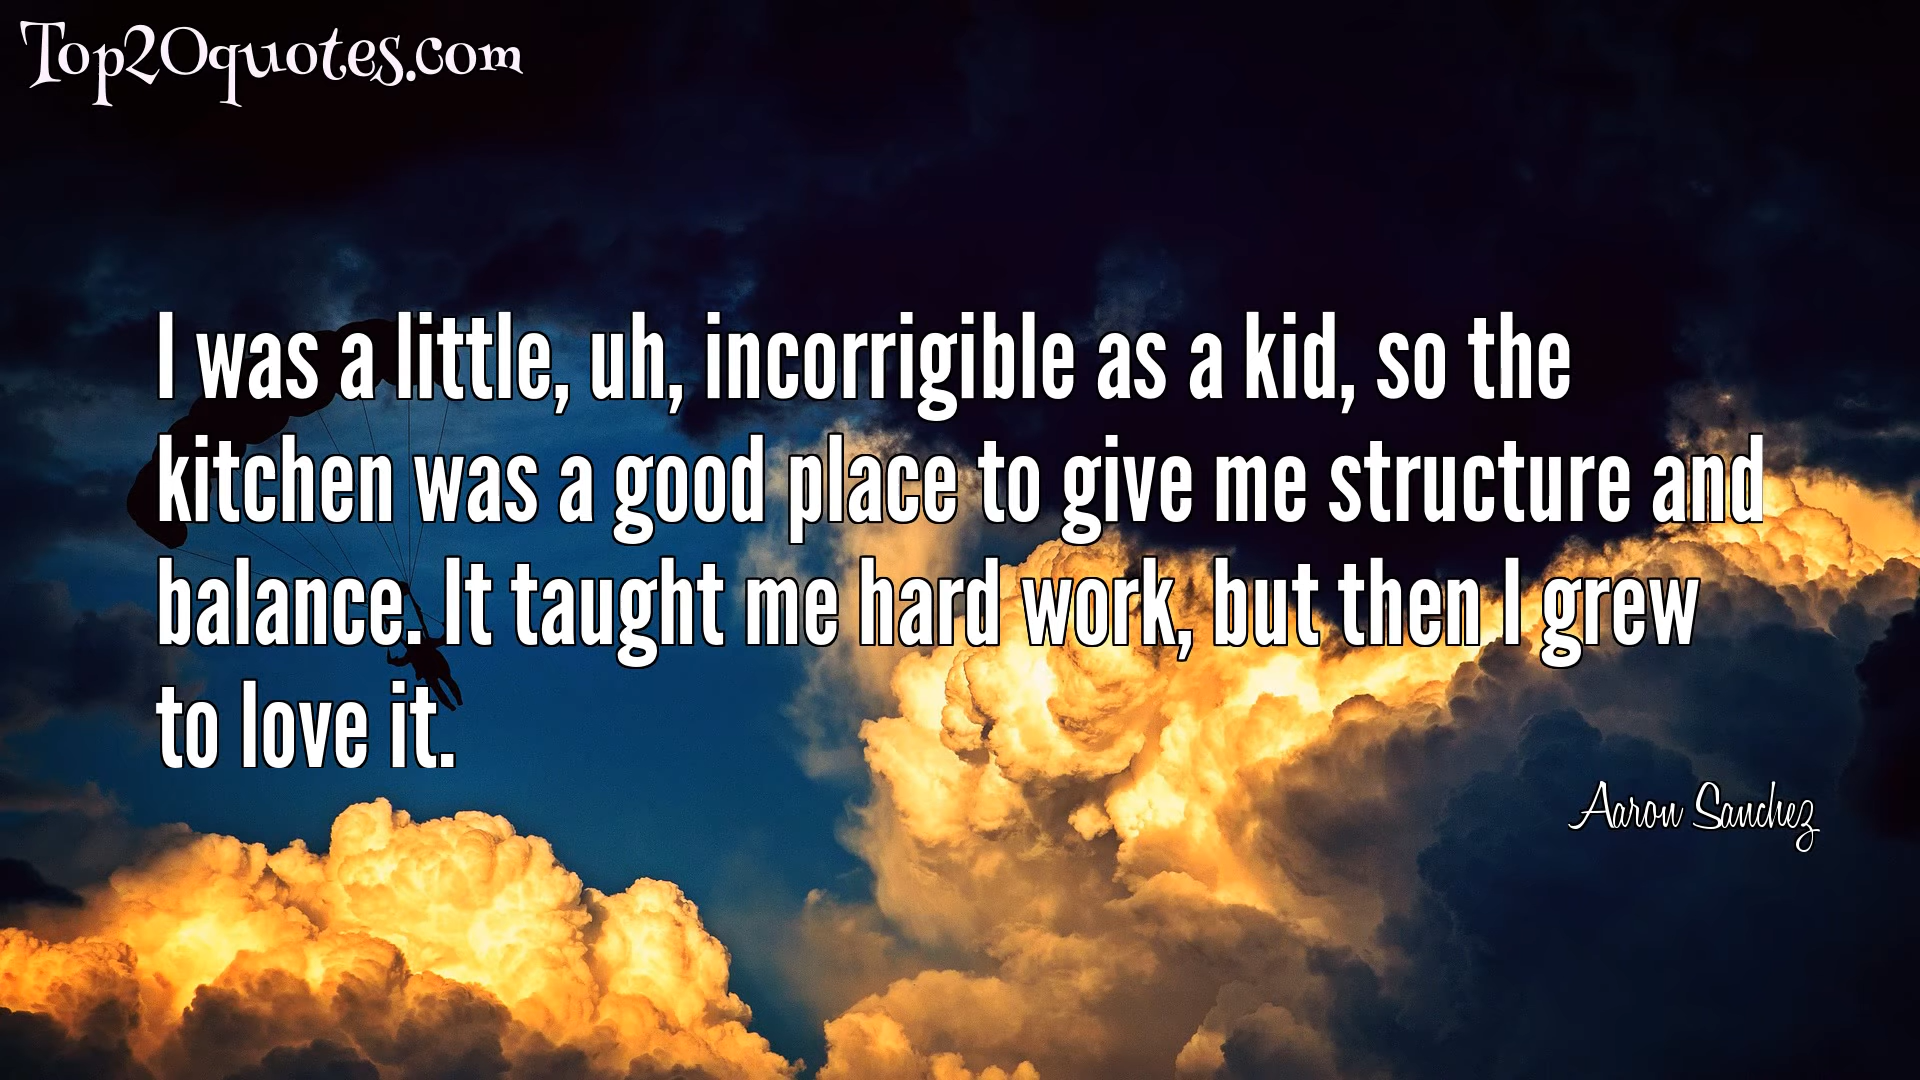 Top20quotes.com
I was a little, uh, incorrigible as a kid, so the
kitchen was a good place to give me structure and
balance. It taught me hard work, but then I grew
to love it.
Aaron Sanchez